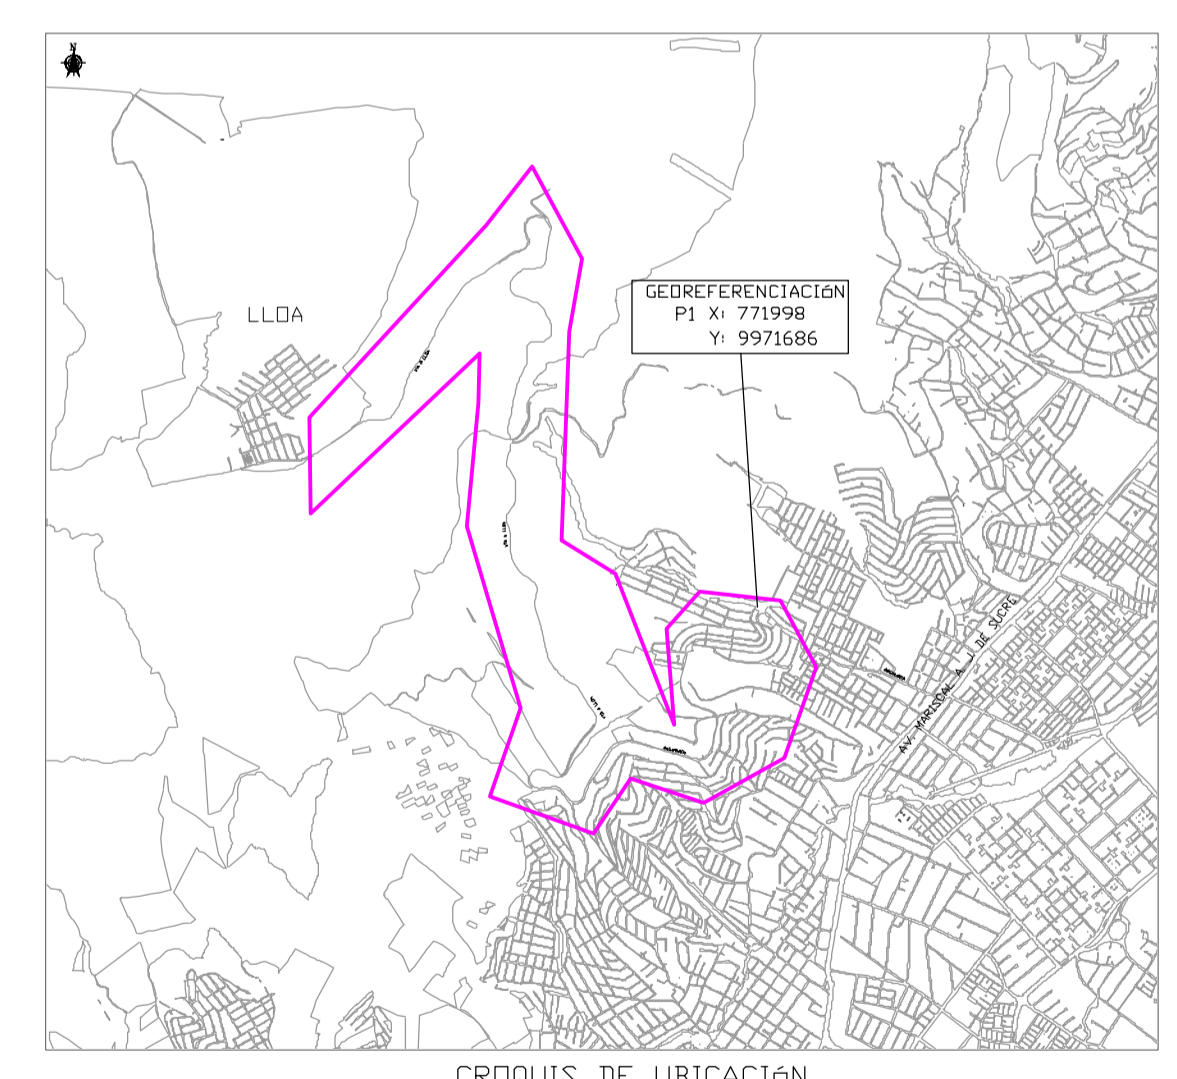 N
GEOREFERENCIACIóN
P1 X: 771998
Y: 9971686
LLOA
AV. MARISCAL A. J. DE SUCRE
CROQUIS DE UBICACIóN